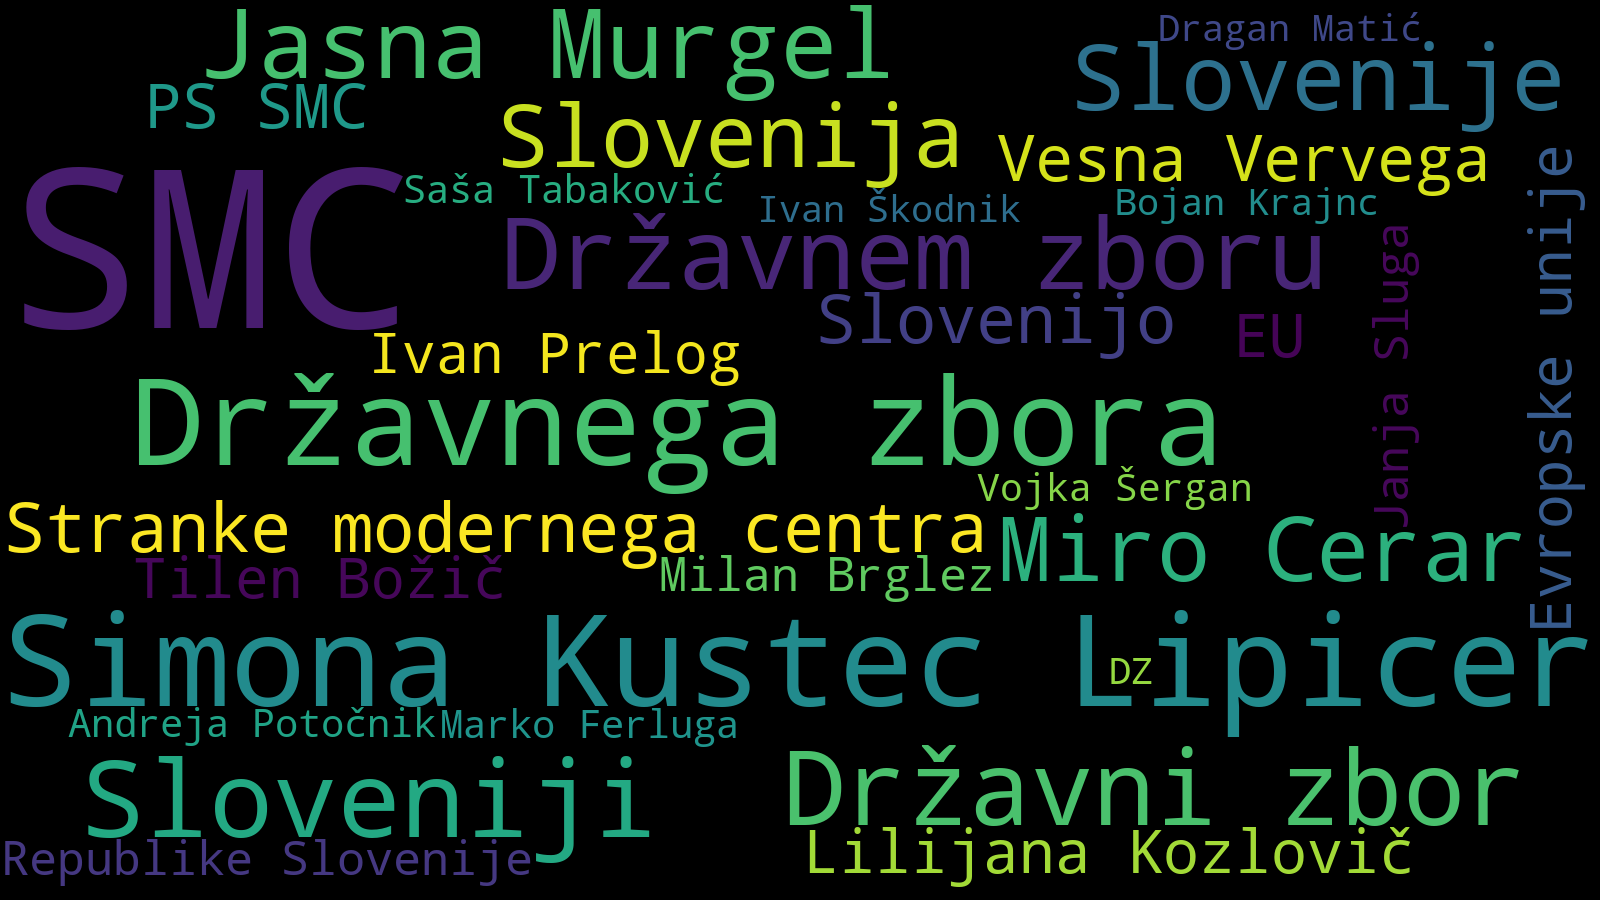 Jasna Murgel
Dragan Matić
Slovenije
PS SMC
Slovenija
Vesna Vervega
SMC
Saša Tabaković
Ivan Škodnik
Bojan Krajnc
Državnem zboru
Slovenijo
EU
Janja Sluga
Evropske unije
Ivan Prelog
Državnega zbora
Vojka Šergan
Stranke modernega centra
Miro Cerar
Tilen Božič
Milan Brglez
Simona Kustec Lipicer
DZ
Andreja Potočnik
Marko Ferluga
Sloveniji
Državni zbor
Republike Slovenije
Lilijana Kozlovič